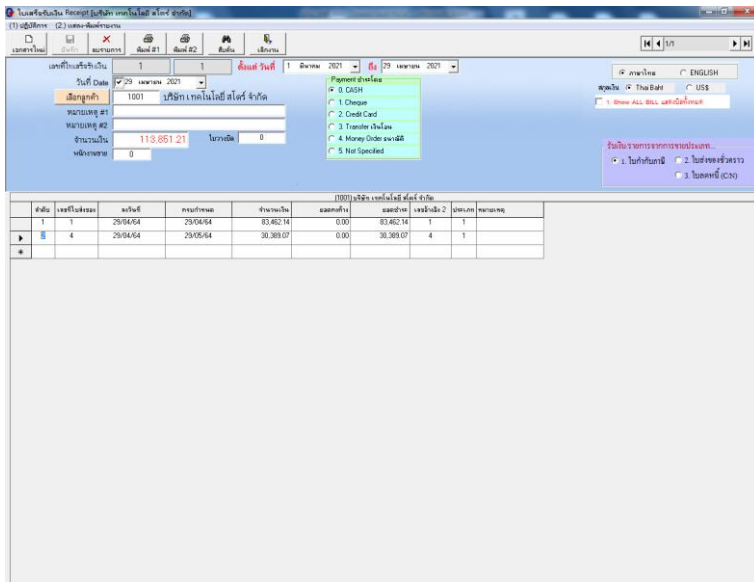 ใบเสร็จรับเงิน Receipt [บริษัท เทคโนโลยี สโตร์ จำกัด]
(1) ปฏิบัติการ (2) แสดง-พิมพ์รายงาน
เอกสารใหม่ บันทึก ลบรายการ พิมพ์ #1 พิมพ์ #2 สืบค้น เลิกงาน 1/1
เลขที่ใบเสร็จรับเงิน 1 1 ตั้งแต่ วันที่ 1 มีนาคม 2021 ถึง 29 เมษายน 2021
วันที่ Date 29 เมษายน 2021
เลือกลูกค้า 1001 บริษัท เทคโนโลยี สโตร์ จำกัด
หมายเหตุ #1
หมายเหตุ #2
จำนวนเงิน 113,851.21 ใบวางบิล 0
พนักงานขาย 0
Payment ชำระโดย
0. CASH
1. Cheque
2. Credit Card
3. Transfer เงินโอน
4. Money Order ธนาณัติ
5. Not Specified
ภาษาไทย ENGLISH
สกุลเงิน Thai Baht US$
1. Show ALL BILL แสดงบิลทั้งหมด
รับเงินรายการจากการขายประเภท...
1. ใบกำกับภาษี 2. ใบส่งของชั่วคราว
3. ใบลดหนี้ (C/N)
(1001) บริษัท เทคโนโลยี สโตร์ จำกัด
ลำดับ เลขที่ใบส่งของ ลงวันที่ ครบกำหนด จำนวนเงิน ยอดคงค้าง ยอดชำระ เลขอ้างอิง 2 ประเภท หมายเหตุ
1 1 29/04/64 29/04/64 83,462.14 0.00 83,462.14 1 1
2 4 29/04/64 29/05/64 30,389.07 0.00 30,389.07 4 1